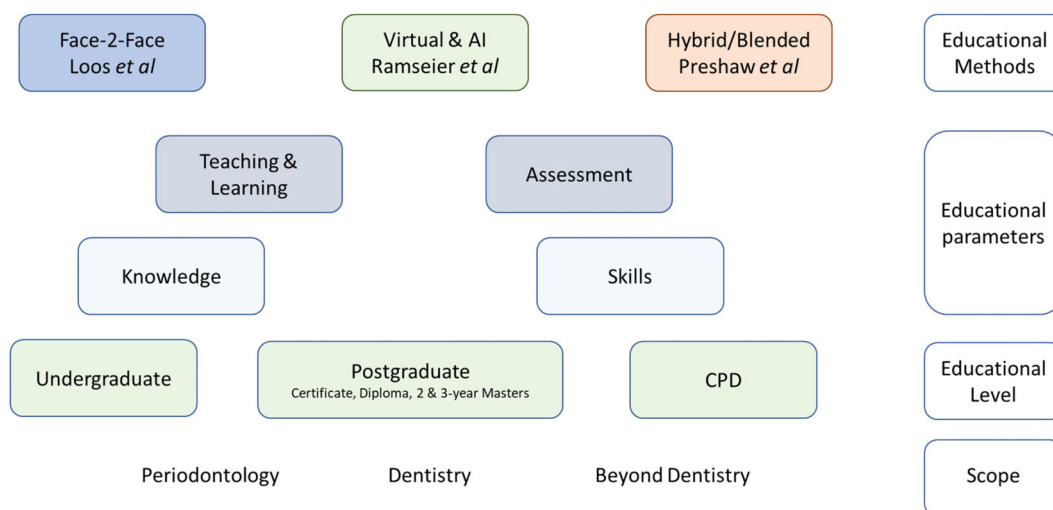 Face-2-Face
Loos et al
Virtual & AI
Ramseier et al
Hybrid/Blended
Preshaw et al
Educational
Methods
Teaching &
Learning
Assessment
Educational
parameters
Knowledge
Skills
Undergraduate
Postgraduate
Certificate, Diploma, 2 & 3-year Masters
CPD
Educational
Level
Periodontology
Dentistry
Beyond Dentistry
Scope